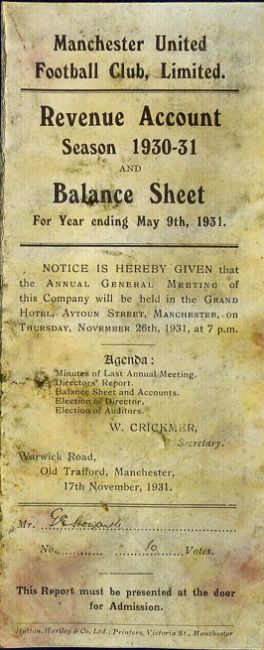 Manchester United
Football Club, Limited.
Revenue Account
Season 1930-31
AND
Balance Sheet
For Year ending May 9th, 1931.
NOTICE IS HEREBY GIVEN that
the ANNUAL GENERAL MEETING of
this Company will be held in the GRAND
HOTEL, AYTOUN STREET, MANCHESTER, ON
THURSDAY, NOVEMBER 26th, 1931, at 7 p.m.
Agenda:
Minutes of Last Annual Meeting.
Directors' Report.
Balance Sheet and Accounts.
Election of Director.
Election of Auditors.
W. CRICKMER,
Secretary.
Warwick Road,
Old Trafford, Manchester,
17th November, 1931.
Mr.
No. 10 Votes.
This Report must be presented at the door
for Admission.
Hutton, Hartley & Co. Ltd., Printers, Victoria St., Manchester